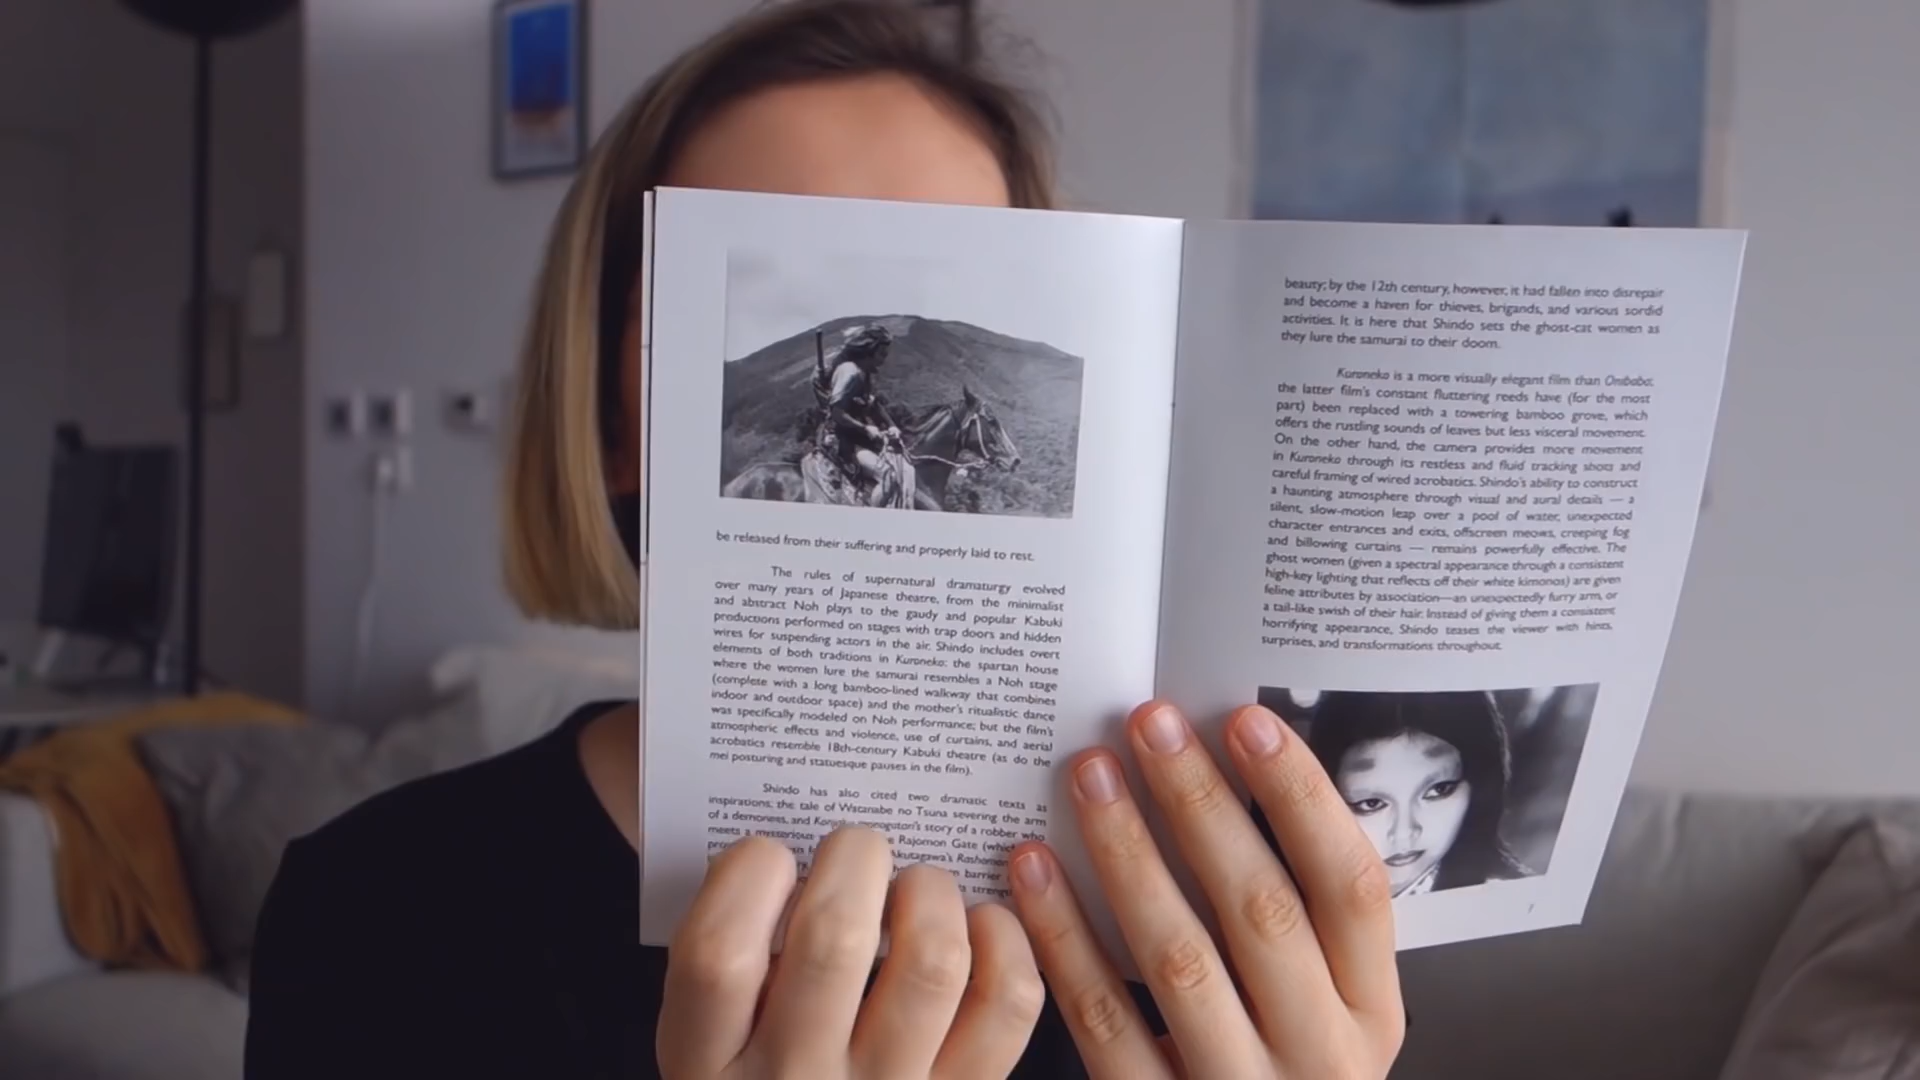 be released from their suffering and properly laid to rest.
The rules of supernatural dramaturgy evolved
over many years of Japanese theatre, from the minimalist
and abstract Noh plays to the gaudy and popular Kabuki
productions performed on stages with trap doors and hidden
wires for suspending actors in the air. Shindo includes overt
elements of both traditions in Kuroneko: the spartan house
where the women lure the samurai resembles a Noh stage
(complete with a long bamboo-lined walkway that combines
indoor and outdoor space) and the mother's ritualistic dance
was specifically modeled on Noh performance; but the film's
atmospheric effects and violence, use of curtains, and aerial
acrobatics resemble 18th-century Kabuki theatre (as do the
mei posturing and statuesque pauses in the film).
Shindo has also cited two dramatic texts as
inspirations: the tale of Watanabe no Tsuna severing the arm
of a demoness, and monogatori's story of a robber who
meets a mysterious Rajomon Gate
Akutagawa's Rashomon
barrier
beauty; by the 12th century, however, it had fallen into disrepair
and become a haven for thieves, brigands, and various sordid
activities. It is here that Shindo sets the ghost-cat women as
they lure the samurai to their doom.
Kuroneko is a more visually elegant film than Onibaba;
the latter film's constant fluttering reeds have (for the most
part) been replaced with a towering bamboo grove, which
offers the rustling sounds of leaves but less visceral movement.
On the other hand, the camera provides more movement
in Kuroneko through its restless and fluid tracking shots and
careful framing of wired acrobatics. Shindo's ability to construct
a haunting atmosphere through visual and aural details — a
silent, slow-motion leap over a pool of water, unexpected
character entrances and exits, offscreen meows, creeping fog
and billowing curtains — remains powerfully effective. The
ghost women (given a spectral appearance through a consistent
high-key lighting that reflects off their white kimonos) are given
feline attributes by association—an unexpectedly furry arm, or
a tail-like swish of their hair. Instead of giving them a consistent
horrifying appearance, Shindo teases the viewer with hints,
surprises, and transformations throughout.
7